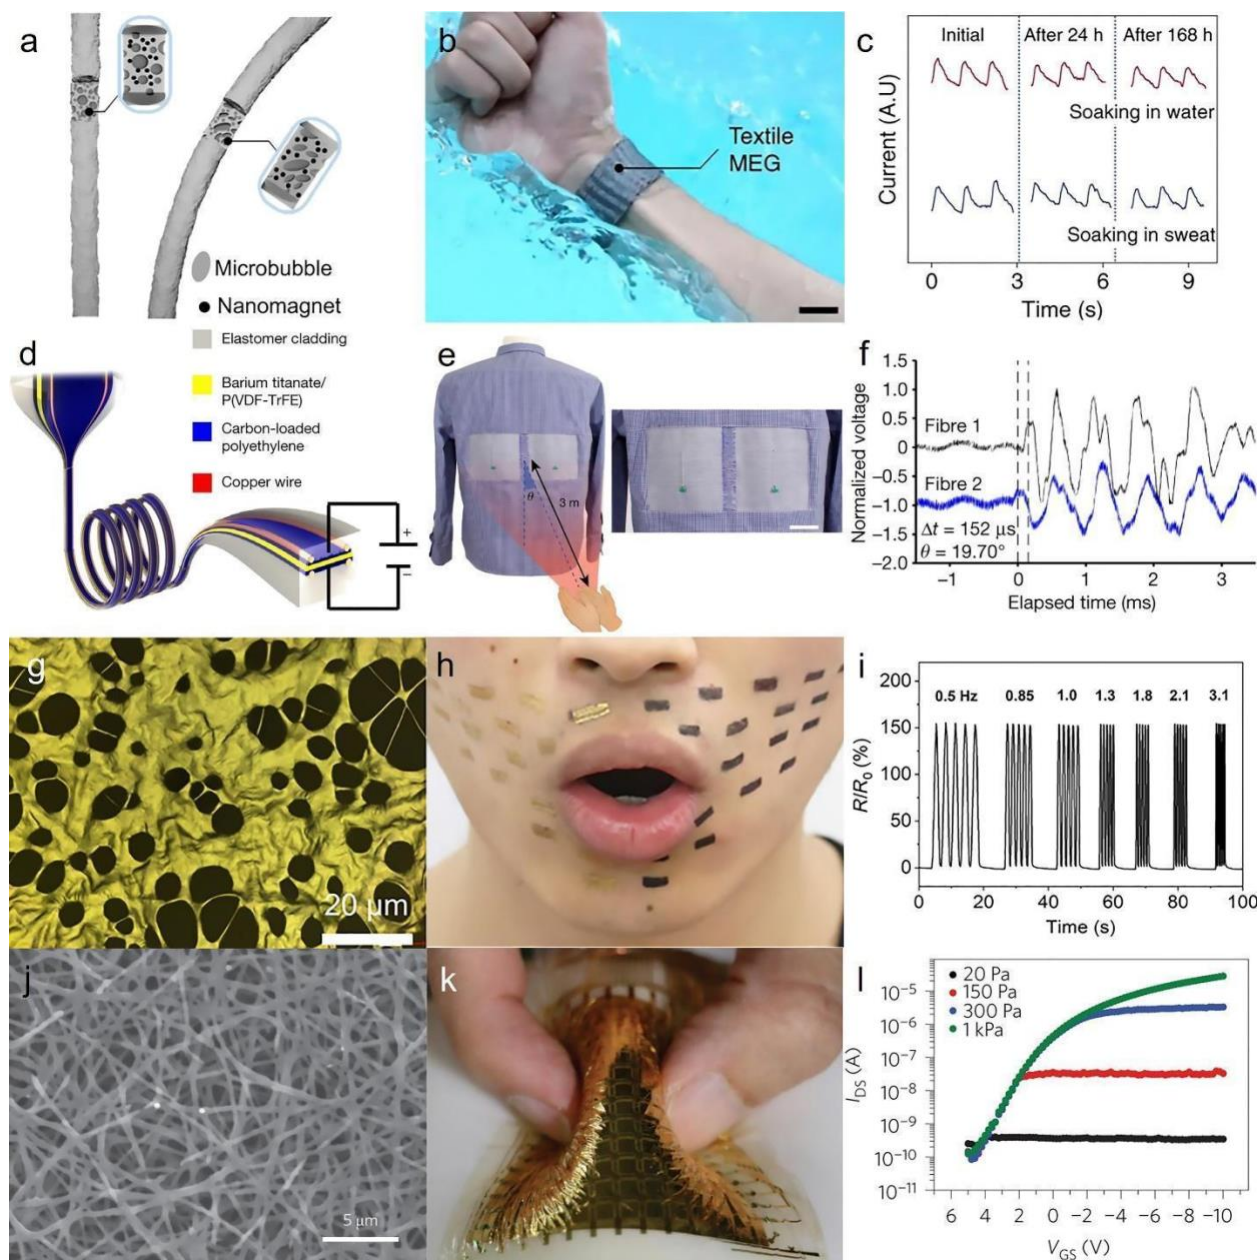 a
Microbubble
Nanomagnet
b
Textile
MEG
c
Initial
After 24 h
After 168 h
Soaking in water
Soaking in sweat
Current (A.U)
0
3
6
9
Time (s)
d
Elastomer cladding
Barium titanate/
P(VDF-TrFE)
Carbon-loaded
polyethylene
Copper wire
+
−
e
3 m
θ
f
Normalized voltage
1.5
1.0
0.5
0
−0.5
−1.0
−1.5
−2.0
Fibre 1
Fibre 2
Δt = 152 µs
θ = 19.70°
−1
0
1
2
3
Elapsed time (ms)
g
20 µm
h
i
0.5 Hz
0.85
1.0
1.3
1.8
2.1
3.1
R/R0 (%)
200
150
100
50
0
0
20
40
60
80
100
Time (s)
j
5 µm
k
l
20 Pa
150 Pa
300 Pa
1 kPa
IDS (A)
10−5
10−6
10−7
10−8
10−9
10−10
10−11
6
4
2
0
−2
−4
−6
−8
−10
VGS (V)